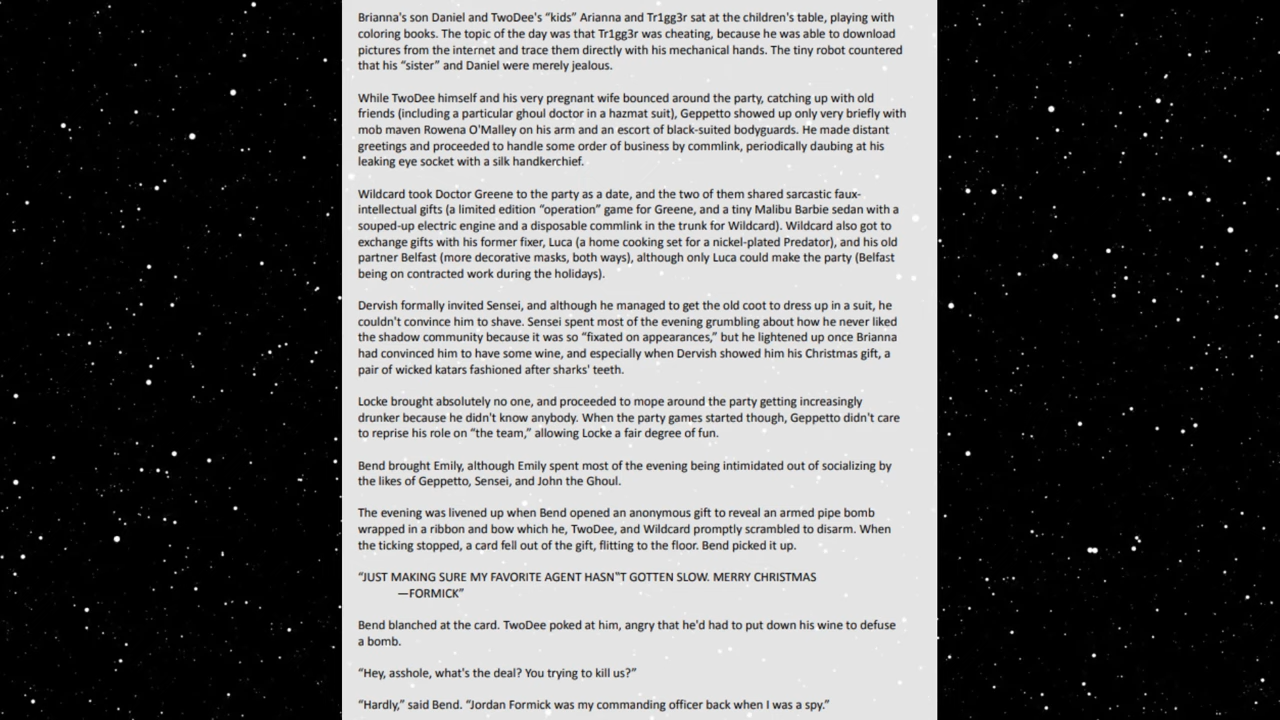 Brianna's son Daniel and TwoDee's “kids” Arianna and Tr1gg3r sat at the children's table, playing with
coloring books. The topic of the day was that Tr1gg3r was cheating, because he was able to download
pictures from the internet and trace them directly with his mechanical hands. The tiny robot countered
that his “sister” and Daniel were merely jealous.
While TwoDee himself and his very pregnant wife bounced around the party, catching up with old
friends (including a particular ghoul doctor in a hazmat suit), Geppetto showed up only very briefly with
mob maven Rowena O'Malley on his arm and an escort of black-suited bodyguards. He made distant
greetings and proceeded to handle some order of business by commlink, periodically daubing at his
leaking eye socket with a silk handkerchief.
Wildcard took Doctor Greene to the party as a date, and the two of them shared sarcastic faux-
intellectual gifts (a limited edition “operation” game for Greene, and a tiny Malibu Barbie sedan with a
souped-up electric engine and a disposable commlink in the trunk for Wildcard). Wildcard also got to
exchange gifts with his former fixer, Luca (a home cooking set for a nickel-plated Predator), and his old
partner Belfast (more decorative masks, both ways), although only Luca could make the party (Belfast
being on contracted work during the holidays).
Dervish formally invited Sensei, and although he managed to get the old coot to dress up in a suit, he
couldn't convince him to shave. Sensei spent most of the evening grumbling about how he never liked
the shadow community because it was so “fixated on appearances,” but he lightened up once Brianna
had convinced him to have some wine, and especially when Dervish showed him his Christmas gift, a
pair of wicked katars fashioned after sharks' teeth.
Locke brought absolutely no one, and proceeded to mope around the party getting increasingly
drunker because he didn't know anybody. When the party games started though, Geppetto didn't care
to reprise his role on “the team,” allowing Locke a fair degree of fun.
Bend brought Emily, although Emily spent most of the evening being intimidated out of socializing by
the likes of Geppetto, Sensei, and John the Ghoul.
The evening was livened up when Bend opened an anonymous gift to reveal an armed pipe bomb
wrapped in a ribbon and bow which he, TwoDee, and Wildcard promptly scrambled to disarm. When
the ticking stopped, a card fell out of the gift, flitting to the floor. Bend picked it up.
“JUST MAKING SURE MY FAVORITE AGENT HASN"T GOTTEN SLOW. MERRY CHRISTMAS
—FORMICK”
Bend blanched at the card. TwoDee poked at him, angry that he'd had to put down his wine to defuse
a bomb.
“Hey, asshole, what's the deal? You trying to kill us?”
“Hardly,” said Bend. “Jordan Formick was my commanding officer back when I was a spy.”